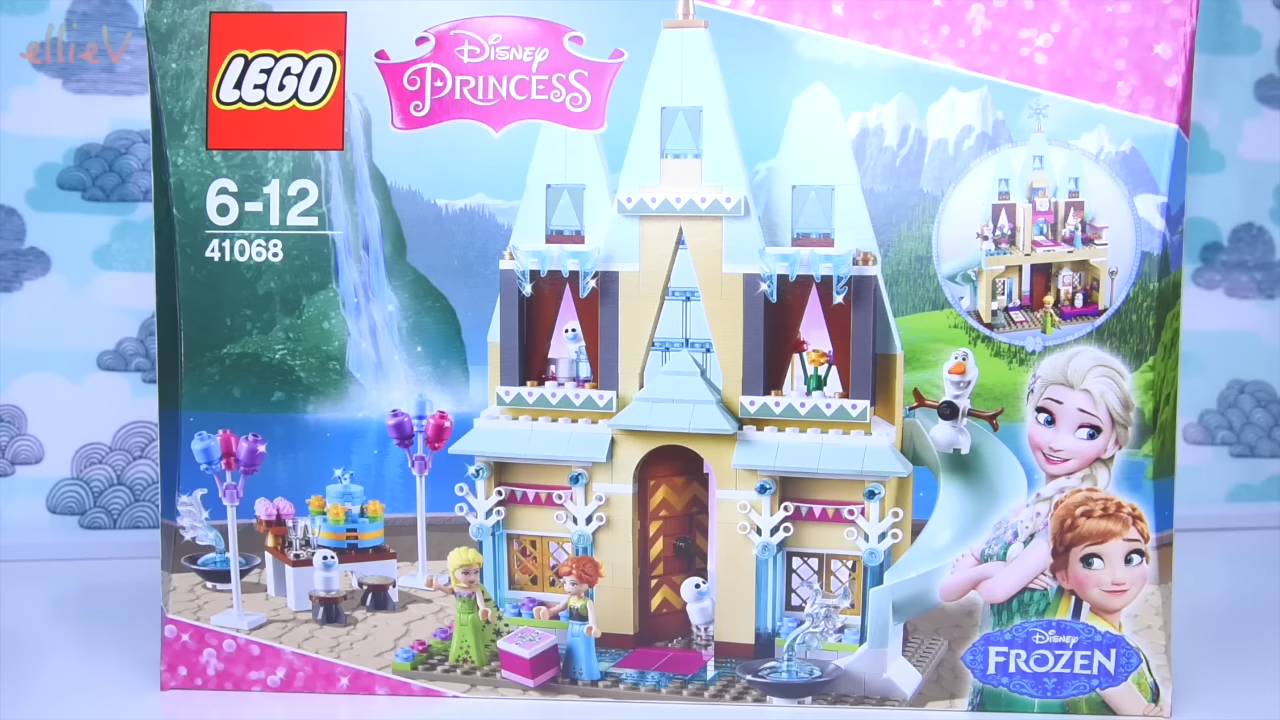 ellieV
LEGO
Disney
PRINCESS
6-12
41068
Disney
FROZEN